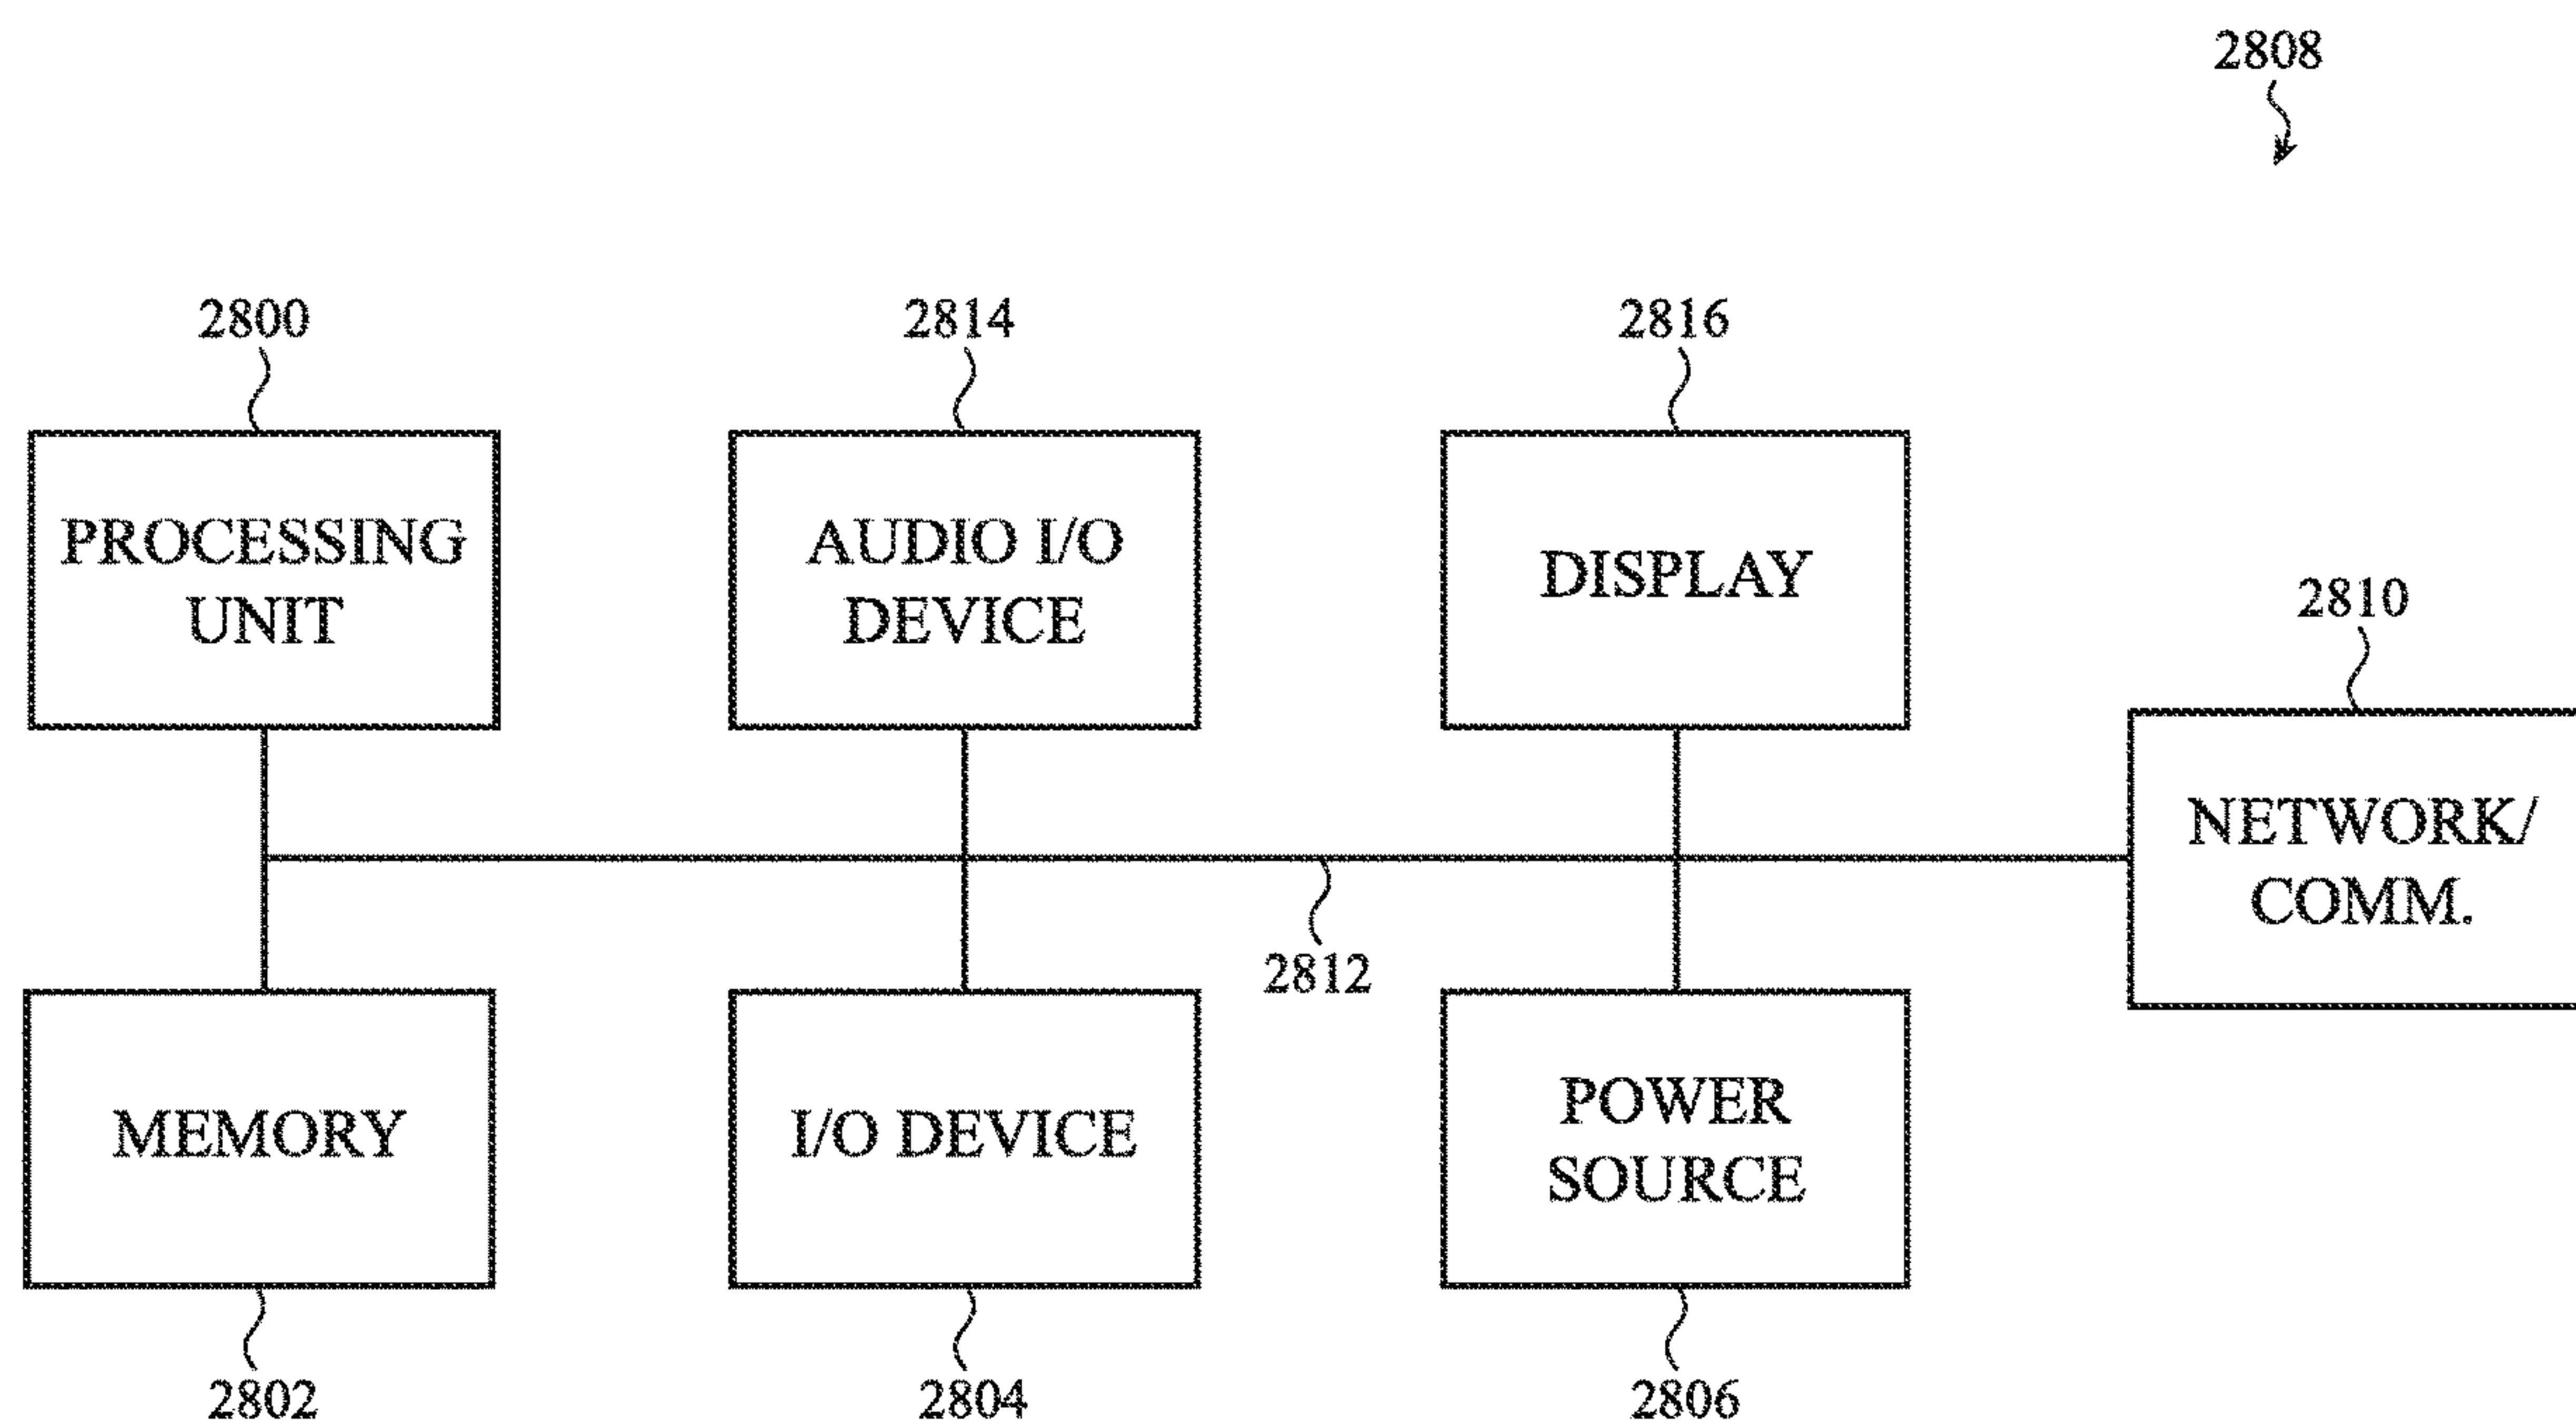 2808
2800
2814
2816
PROCESSING
UNIT
AUDIO I/O
DEVICE
DISPLAY
2810
NETWORK/
COMM.
2812
MEMORY
I/O DEVICE
POWER
SOURCE
2802
2804
2806